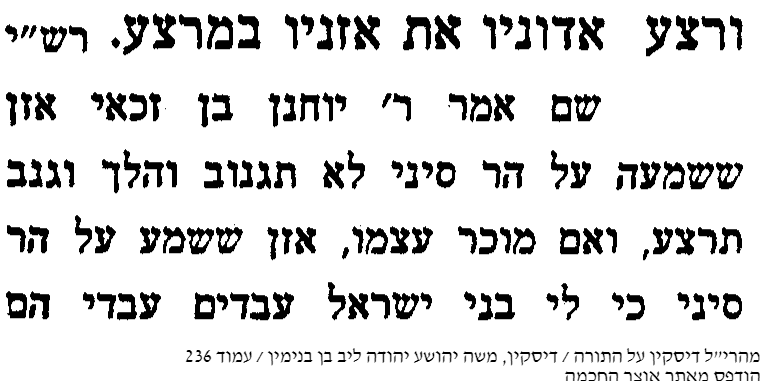 ורצע אדוניו את אזניו במרצע. רש״י
שם אמר ר׳ יוחנן בן זכאי אזן
ששמעה על הר סיני לא תגנוב והלך וגנב
תרצע, ואם מוכר עצמו, אזן ששמע על הר
סיני כי לי בני ישראל עבדים עבדי הם
מהרי״ל דיסקין על התורה / דיסקין, משה יהושע יהודה ליב בן בנימין / עמוד 236
הודפס מאתר אוצר החכמה